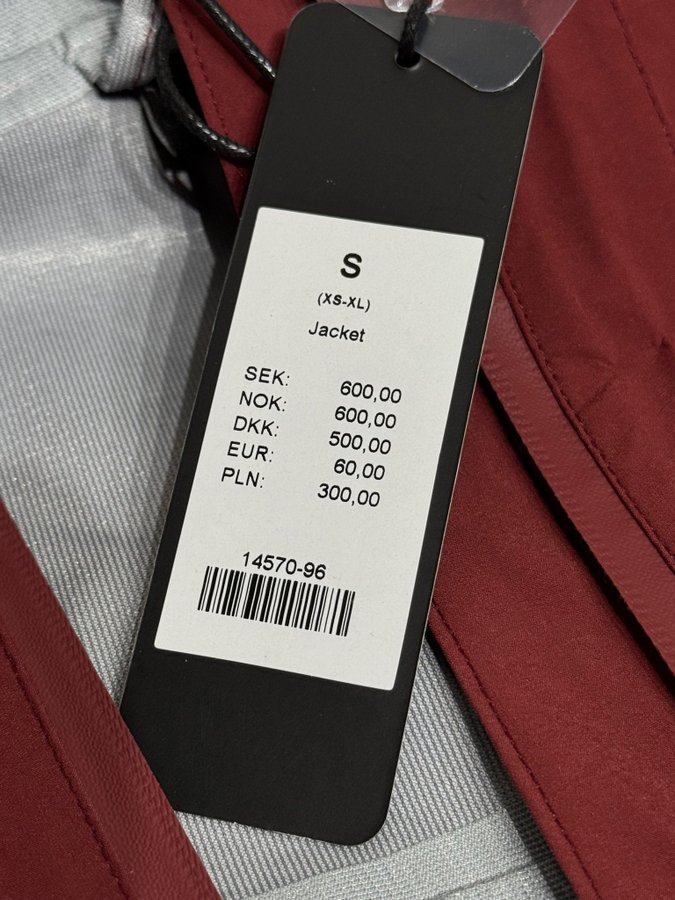 S
(XS-XL)
Jacket
SEK: 600,00
NOK: 600,00
DKK: 500,00
EUR: 60,00
PLN: 300,00
14570-96